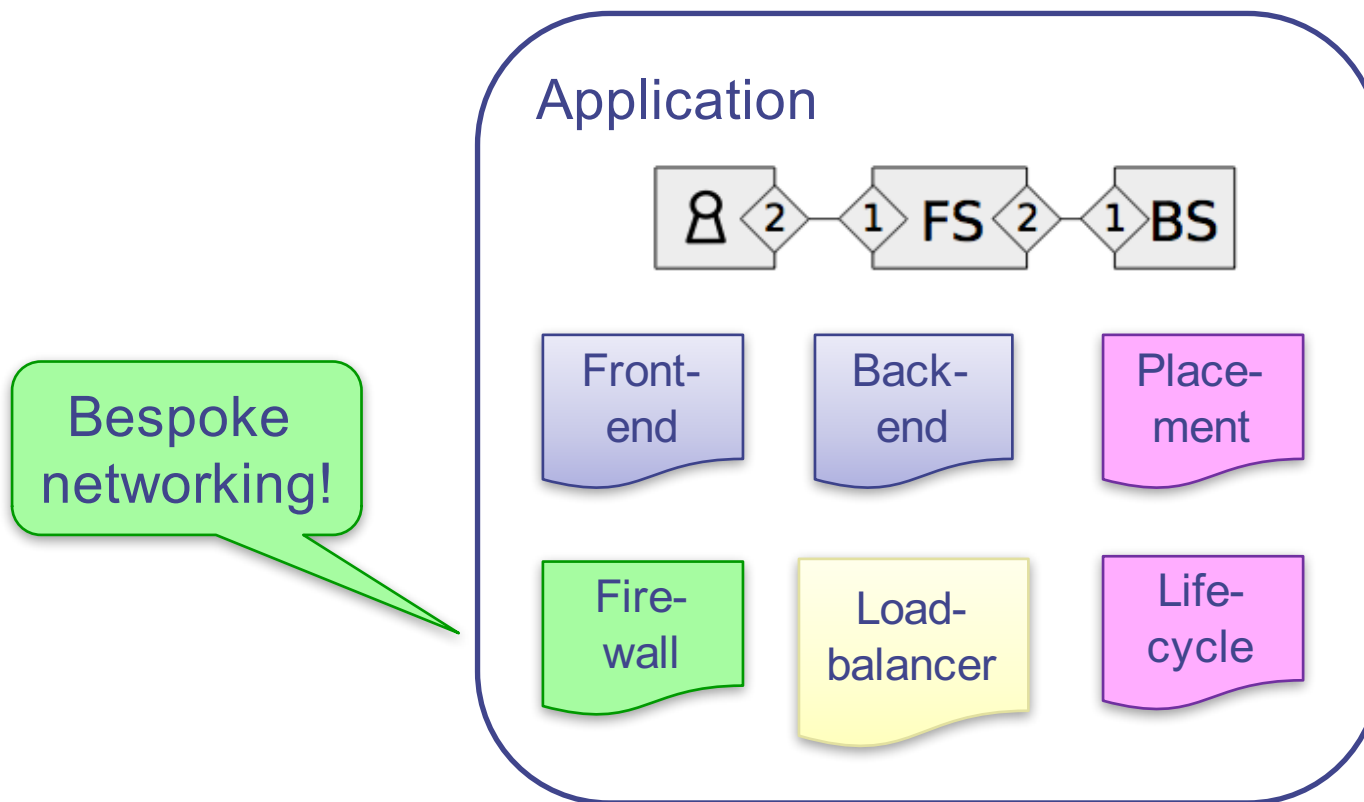 Application
2 1 FS 2 1 BS
Front-
end
Back-
end
Place-
ment
Bespoke
networking!
Fire-
wall
Load-
balancer
Life-
cycle